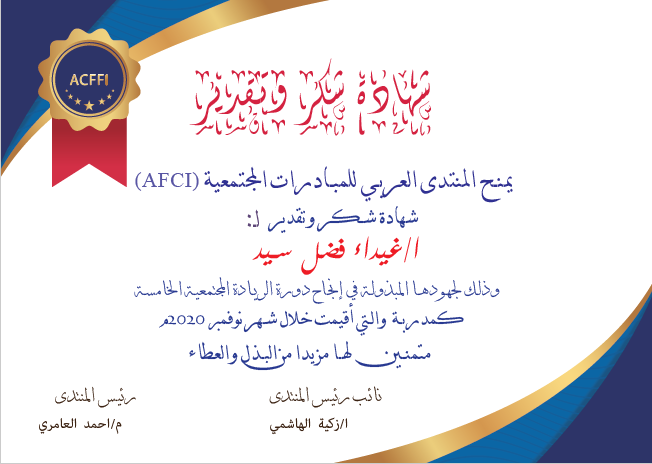 ACFFI
شهادة شكر وتقدير
يمنح المنتدى العربي للمبادرات المجتمعية (AFCI)
شهادة شكر وتقدير لـ:
ا/غيداء فضل سيد
وذلك لجهودها المبذولة في إنجاح دورة الريادة المجتمعية الخامسة
كمدربة والتي أقيمت خلال شهر نوفمبر 2020م
متمنين لها مزيدا من البذل والعطاء
نائب رئيس المنتدى
ا/زكية الهاشمي
رئيس المنتدى
م/احمد العامري